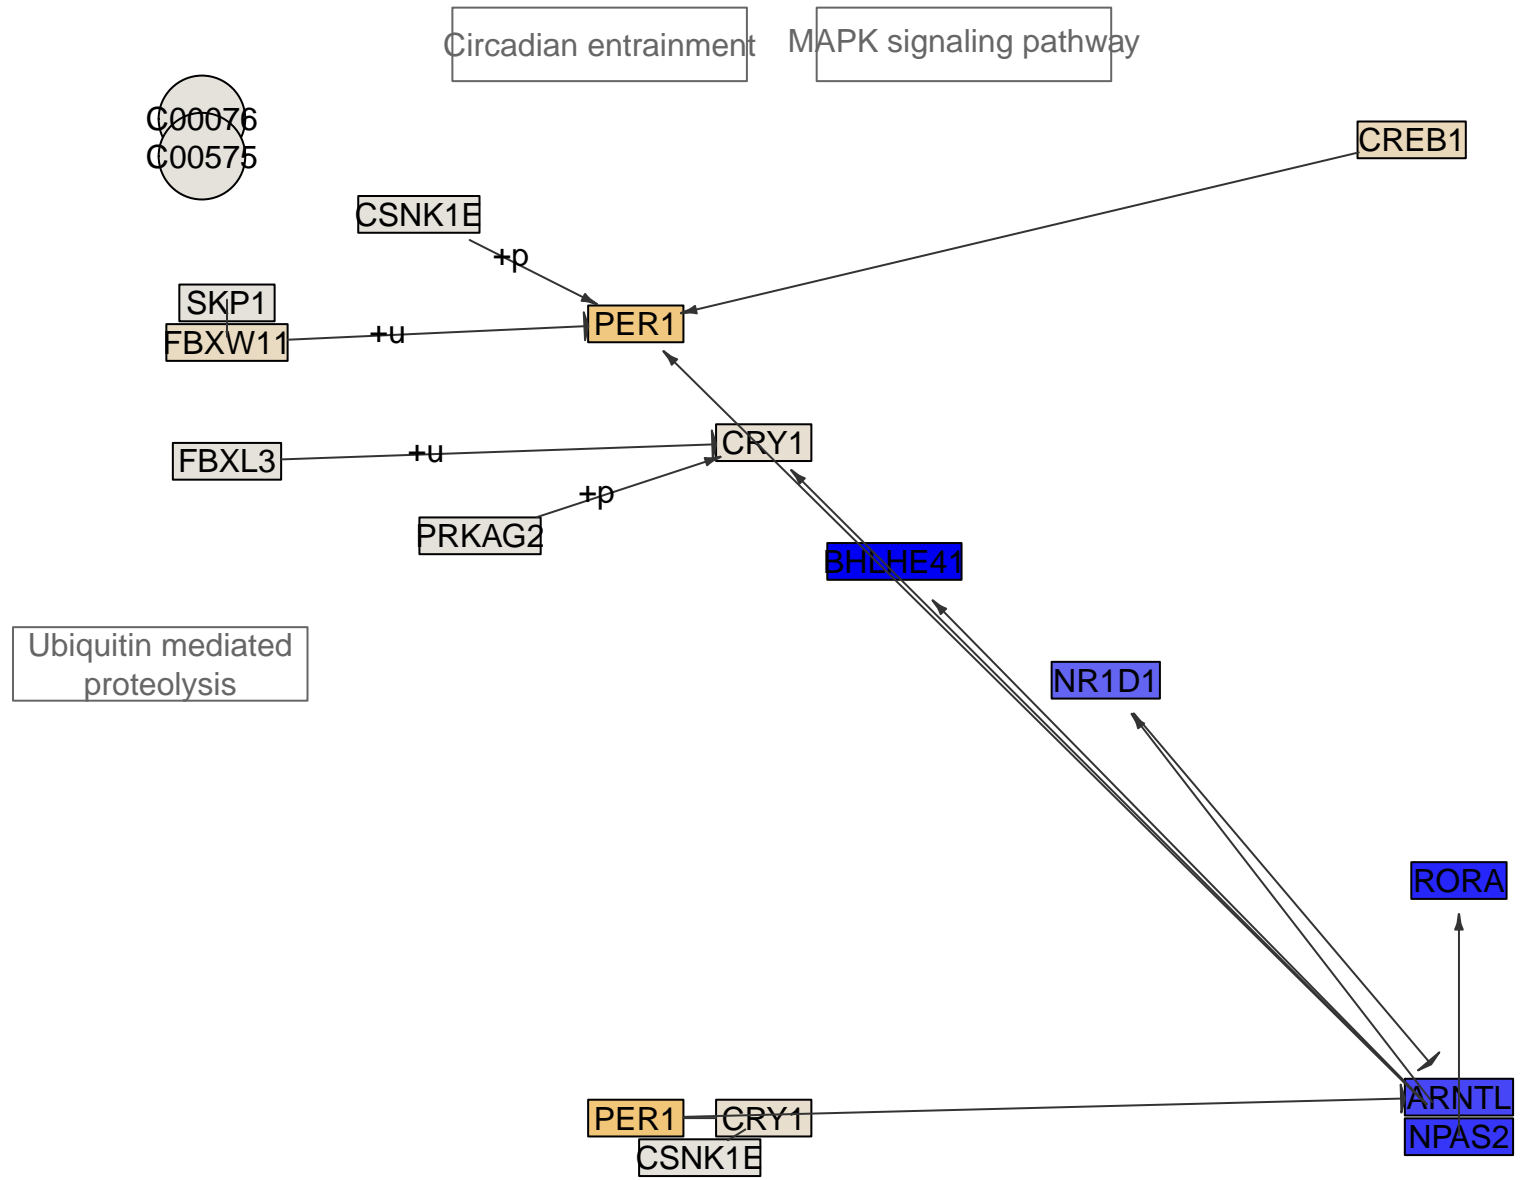 Circadian entrainment
MAPK signaling pathway
C00076
C00575
CREB1
CSNK1E
+p
SKP1
PER1
FBXW11
+u
CRY1
FBXL3
+u
+p
PRKAG2
BHLHE41
Ubiquitin mediated
proteolysis
NR1D1
RORA
ARNTL
PER1
CRY1
NPAS2
CSNK1E